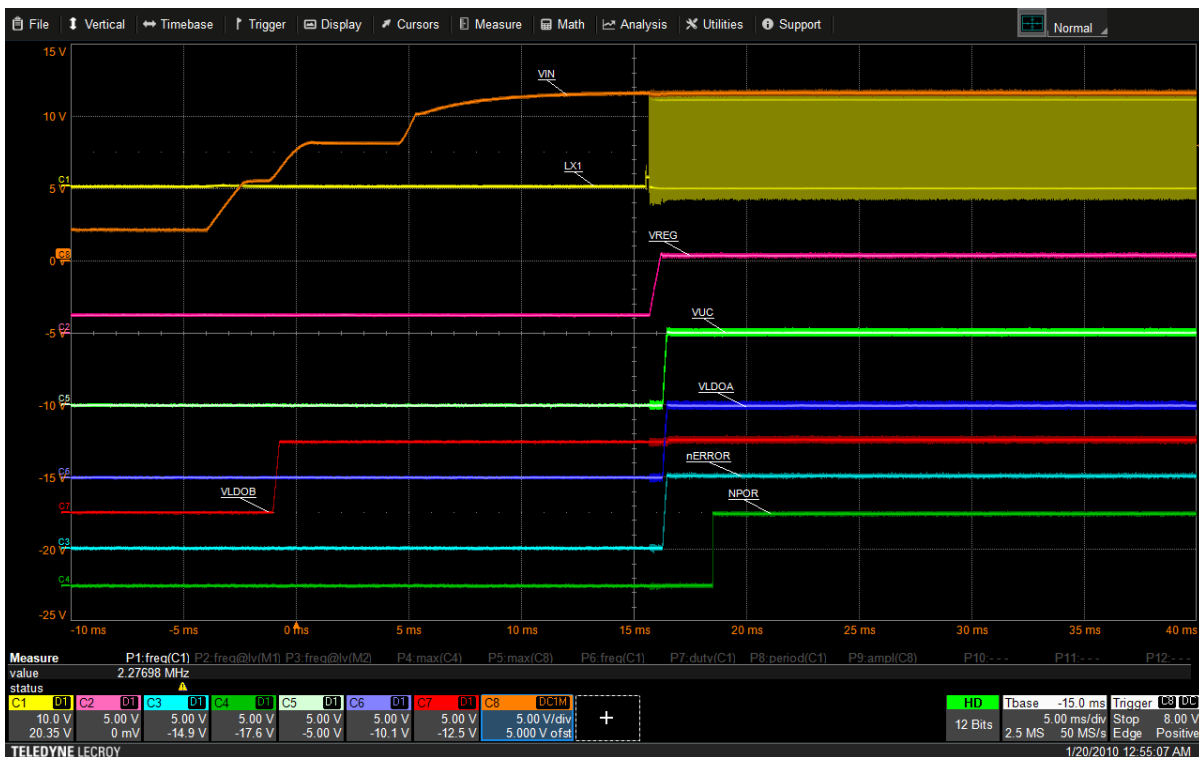 File Vertical Timebase Trigger Display Cursors Measure Math Analysis Utilities Support Normal
15 V
VIN
10 V
LX1
C1
5 V
VREG
C8
0 V
C2
-5 V
VUC
VLDOA
C5
-10 V
nERROR
C6
-15 V
VLDOB
NPOR
C7
C3
-20 V
C4
-25 V
-10 ms -5 ms 0 ms 5 ms 10 ms 15 ms 20 ms 25 ms 30 ms 35 ms 40 ms
Measure P1:freq(C1) P2:freq@lv(M1) P3:freq@lv(M2) P4:max(C4) P5:max(C8) P6:freq(C1) P7:duty(C1) P8:period(C1) P9:ampl(C8) P10:- - - P11:- - - P12:- - -
value 2.27698 MHz
status
C1 D1 C2 D1 C3 D1 C4 D1 C5 D1 C6 D1 C7 D1 C8 DC1M HD Tbase -15.0 ms Trigger C8 DC
10.0 V 5.00 V 5.00 V 5.00 V 5.00 V 5.00 V 5.00 V 5.00 V/div + 12 Bits 5.00 ms/div Stop 8.00 V
20.35 V 0 mV -14.9 V -17.6 V -5.00 V -10.1 V -12.5 V 5.000 V ofst 2.5 MS 50 MS/s Edge Positive
TELEDYNE LECROY 1/20/2010 12:55:07 AM